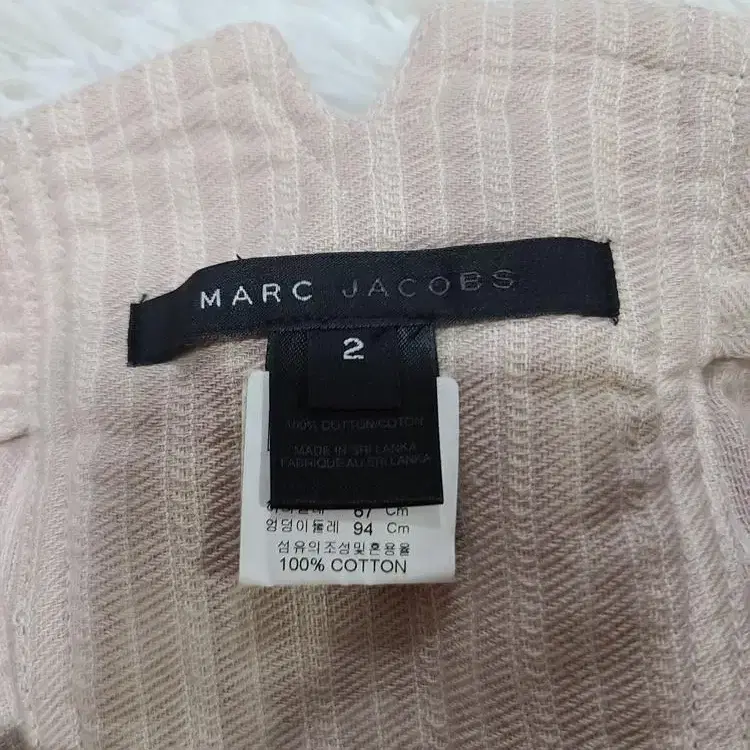 MARC JACOBS
2
100% COTTON/COTON
MADE IN SRI LANKA
FABRIQUE AU SRI LANKA
67 Cm
엉덩이둘레 94 Cm
섬유의조성및혼용율
100% COTTON